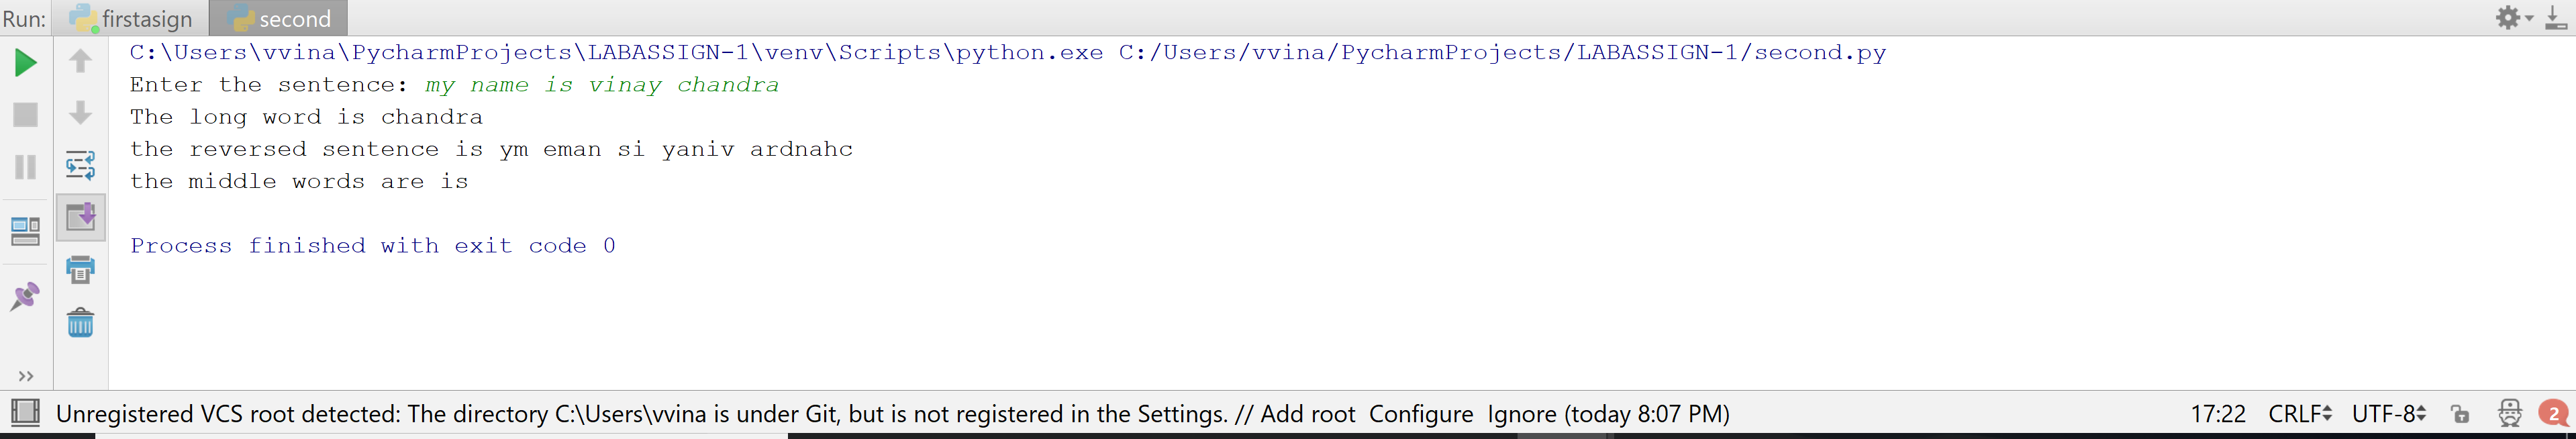 Run: firstasign second
C:\Users\vvina\PycharmProjects\LABASSIGN-1\venv\Scripts\python.exe C:/Users/vvina/PycharmProjects/LABASSIGN-1/second.py
Enter the sentence: my name is vinay chandra
The long word is chandra
the reversed sentence is ym eman si yaniv ardnahc
the middle words are is
Process finished with exit code 0
Unregistered VCS root detected: The directory C:\Users\vvina is under Git, but is not registered in the Settings. // Add root Configure Ignore (today 8:07 PM) 17:22 CRLF UTF-8 2